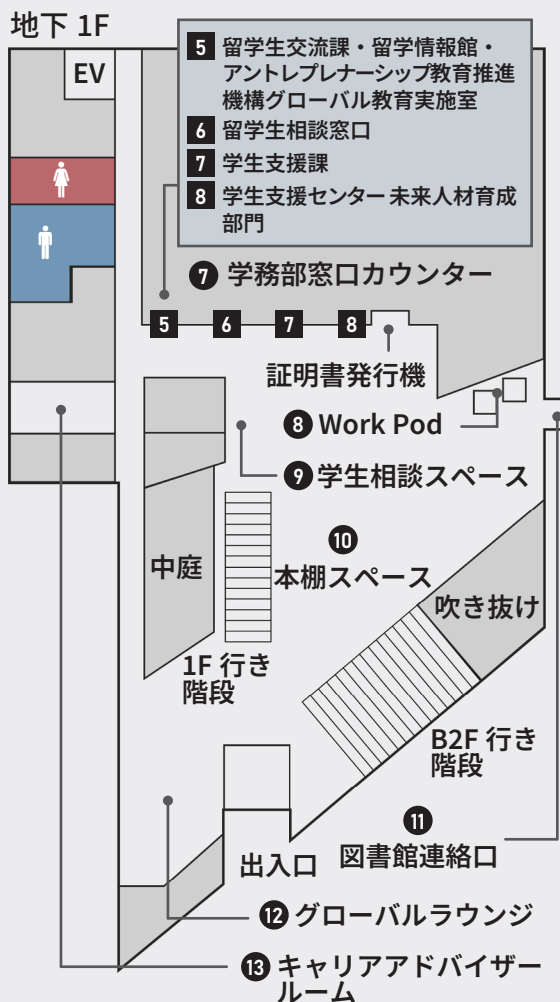 地下 1F
EV
5 留学生交流課・留学情報館・
アントレプレナーシップ教育推進
機構グローバル教育実施室
6 留学生相談窓口
7 学生支援課
8 学生支援センター 未来人材育成
部門
7 学務部窓口カウンター
5 6 7 8
証明書発行機
8 Work Pod
9 学生相談スペース
10
本棚スペース
中庭
吹き抜け
1F 行き
階段
B2F 行き
階段
11
図書館連絡口
出入口
12 グローバルラウンジ
13 キャリアアドバイザー
ルーム